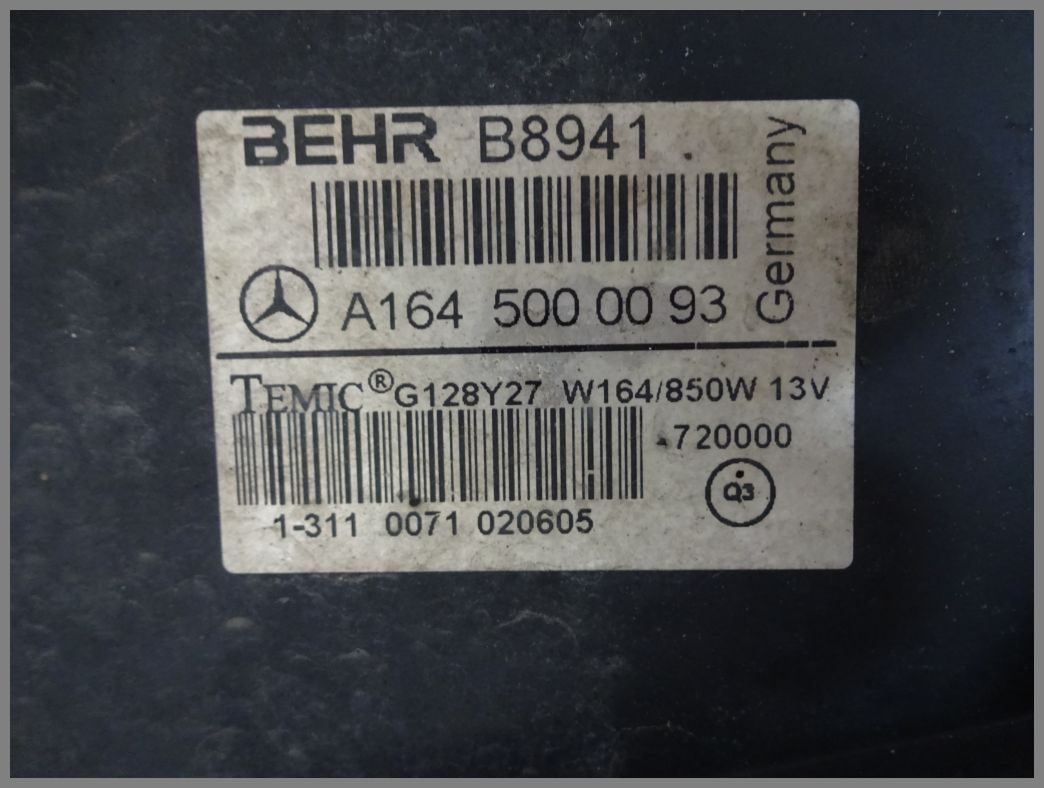 BEHR B8941
Germany
A164 500 00 93
TEMIC® G128Y27 W164/850W 13V
-720000
Q3
1-311 0071 020605